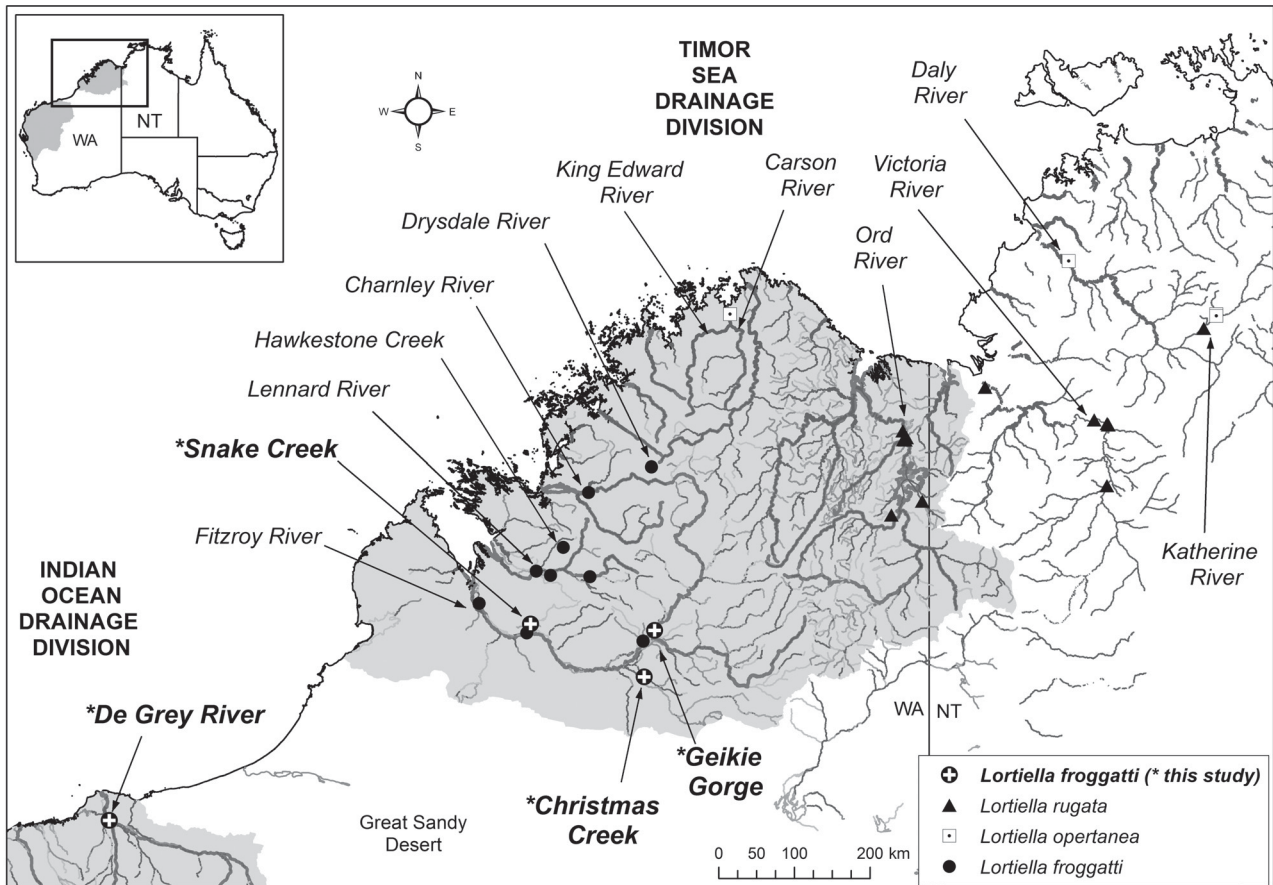 WA
NT
N
W
E
S
TIMOR
SEA
DRAINAGE
DIVISION
Daly
River
King Edward
River
Carson
River
Victoria
River
Drysdale River
Ord
River
Charnley River
Hawkestone Creek
Lennard River
*Snake Creek
Fitzroy River
Katherine
River
INDIAN
OCEAN
DRAINAGE
DIVISION
*De Grey River
WA
NT
*Geikie
Gorge
*Christmas
Creek
Great Sandy
Desert
0 50 100 200 km
Lortiella froggatti (* this study)
Lortiella rugata
Lortiella opertanea
Lortiella froggatti